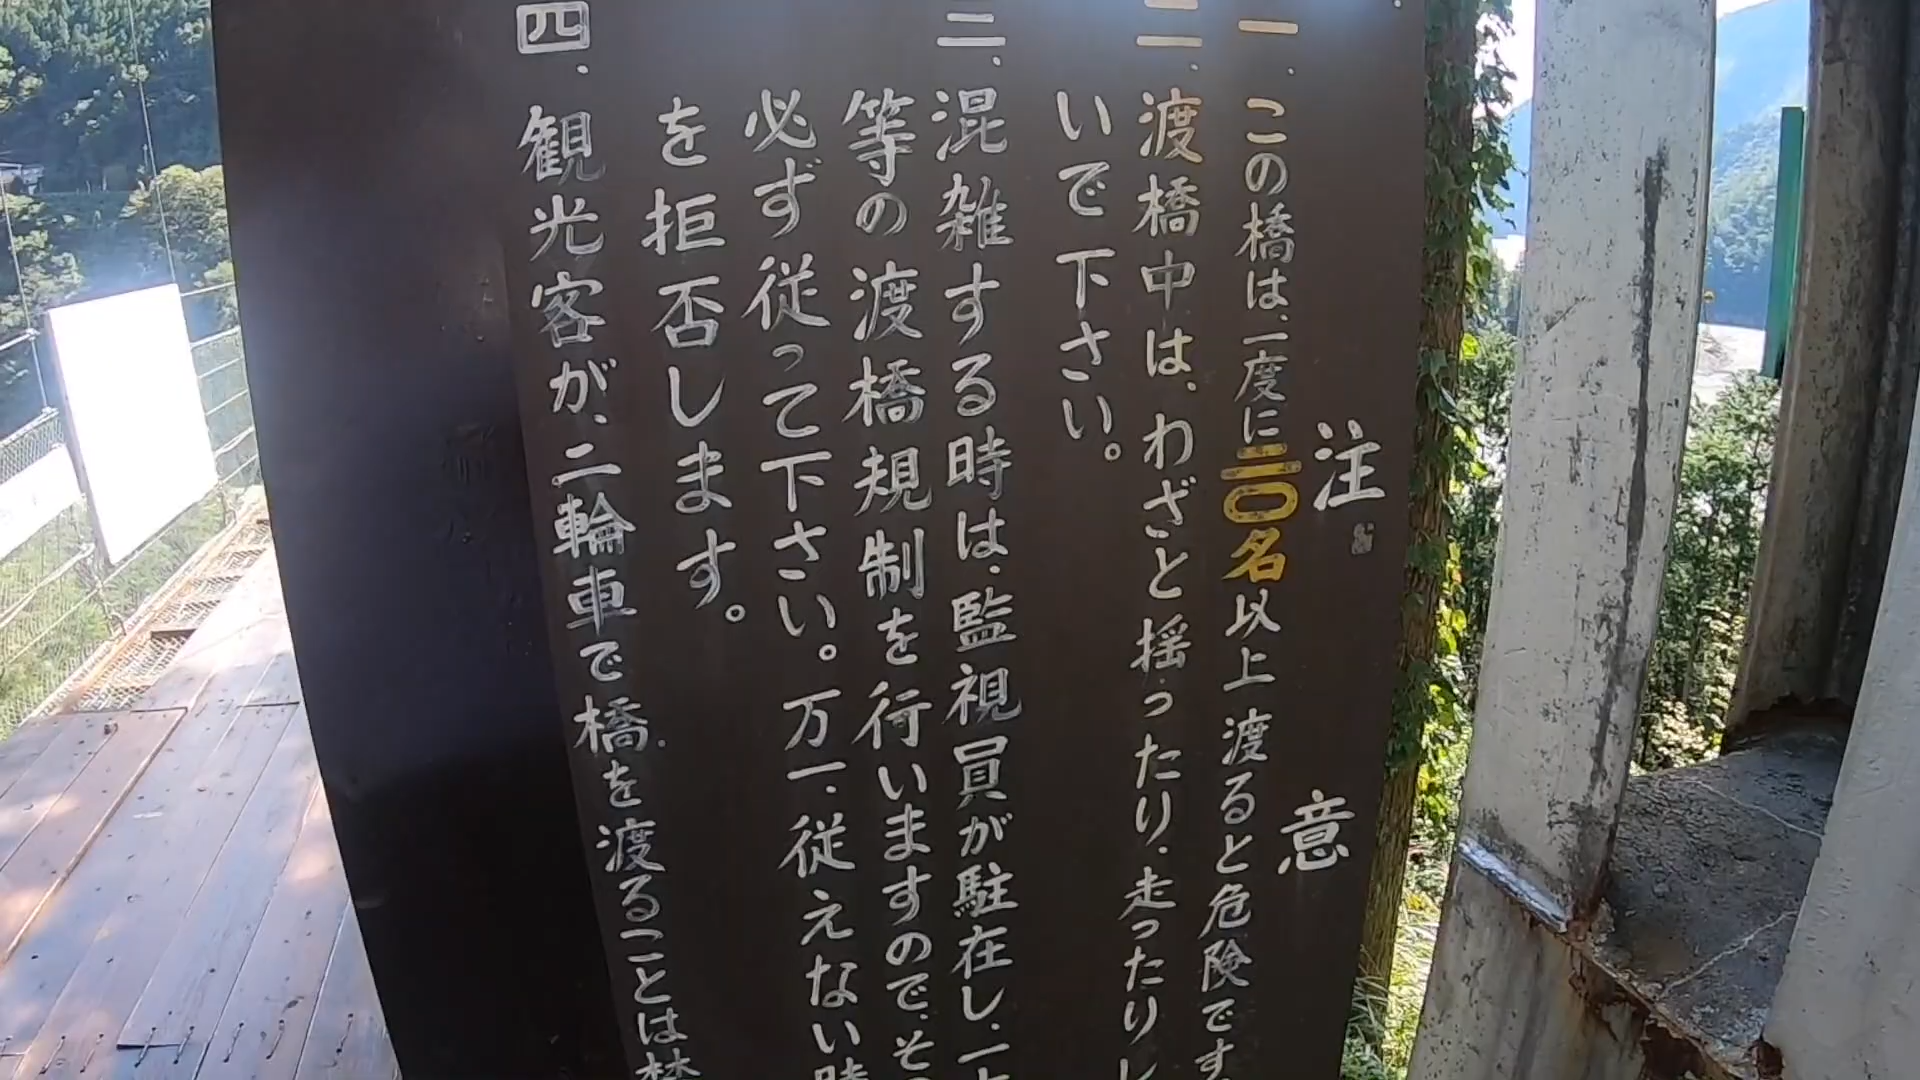 注意
一、この橋は、一度に二〇名以上渡ると危険です。
二、渡橋中は、わざと揺ったり、走ったりし
いで下さい。
三、混雑する時は、監視員が駐在し、一
等の渡橋規制を行いますので、そ
必ず従って下さい。万一、従えない時
を拒否します。
四、観光客が、二輪車で橋を渡ることは禁